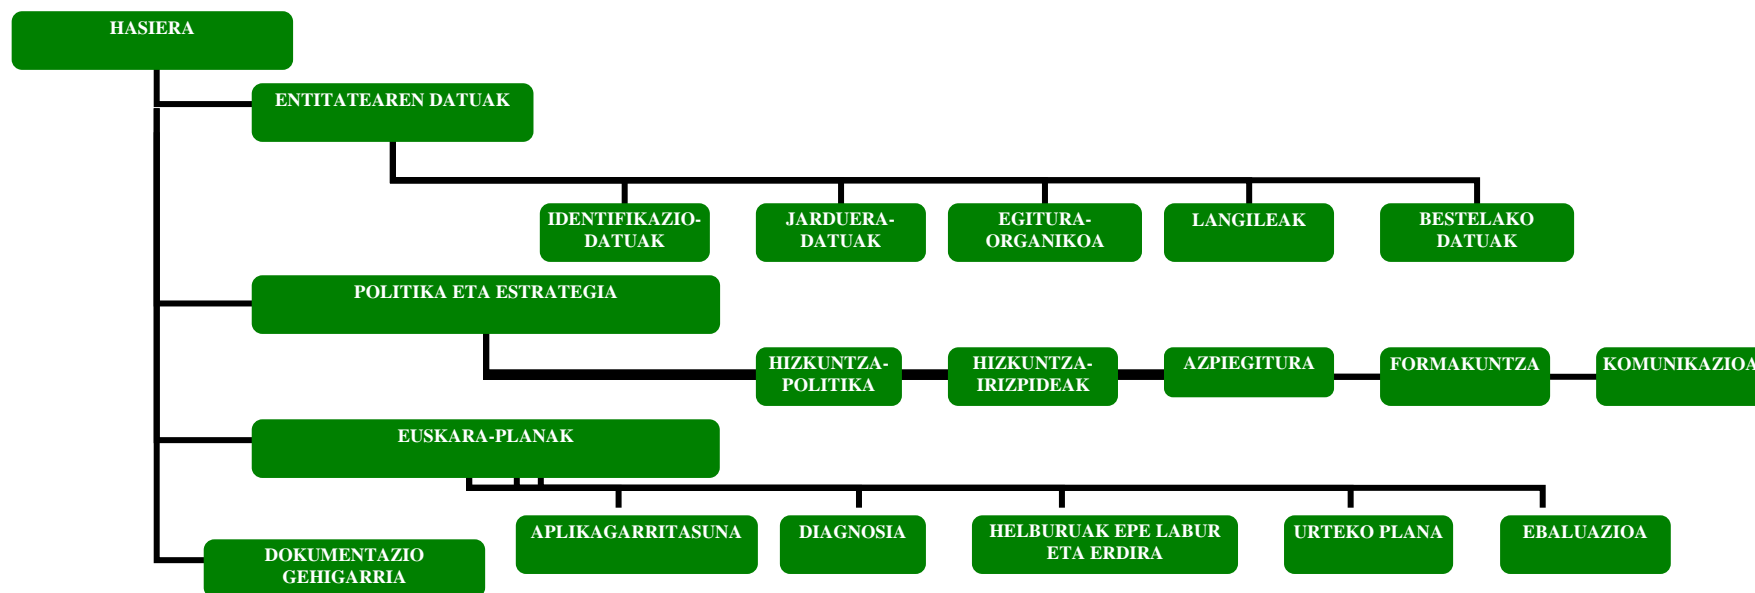 HASIERA
ENTITATEAREN DATUAK
IDENTIFIKAZIO-
DATUAK
JARDUERA-
DATUAK
EGITURA-
ORGANIKOA
LANGILEAK
BESTELAKO
DATUAK
POLITIKA ETA ESTRATEGIA
HIZKUNTZA-
POLITIKA
HIZKUNTZA-
IRIZPIDEAK
AZPIEGITURA
FORMAKUNTZA
KOMUNIKAZIOA
EUSKARA-PLANAK
APLIKAGARRITASUNA
DIAGNOSIA
HELBURUAK EPE LABUR
ETA ERDIRA
URTEKO PLANA
EBALUAZIOA
DOKUMENTAZIO
GEHIGARRIA